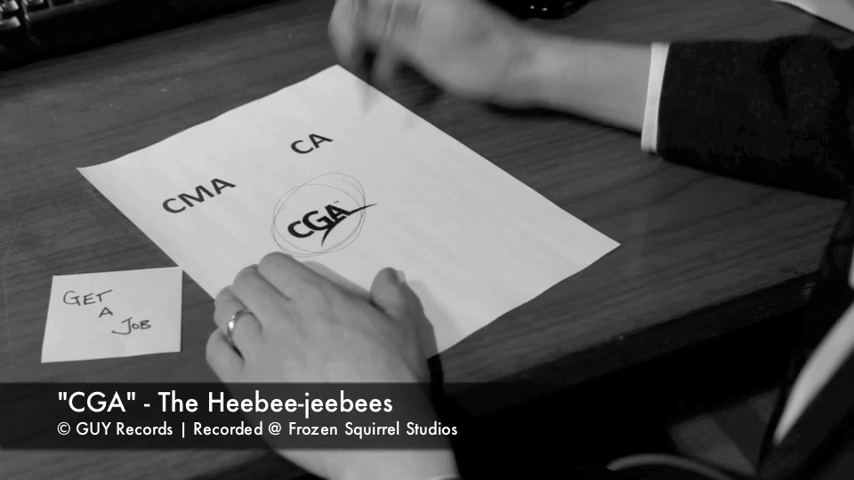 CA
CMA
CGA
GET
A
JOB
"CGA" - The Heebee-jeebees
© GUY Records | Recorded @ Frozen Squirrel Studios